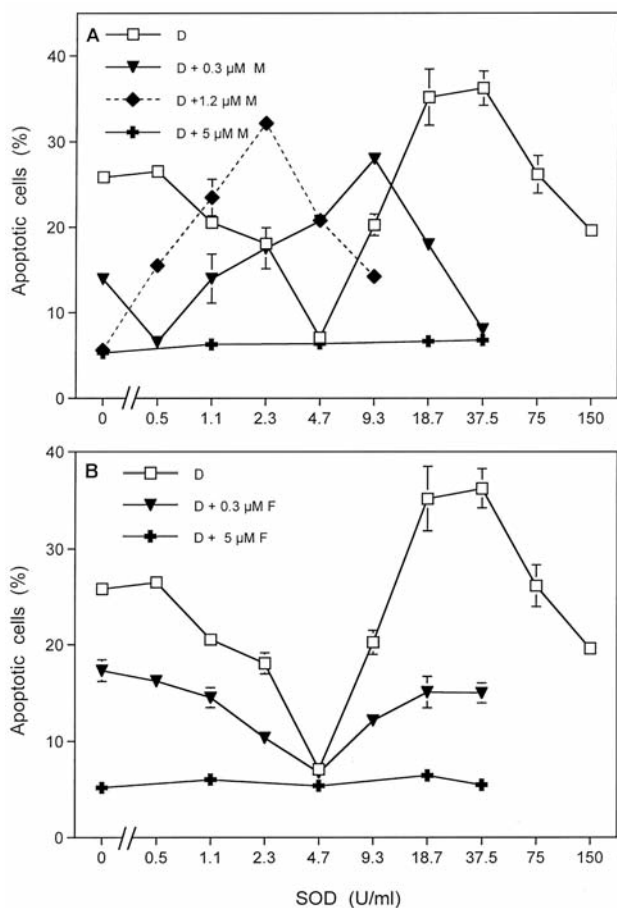 A
D
D + 0.3 µM M
D +1.2 µM M
D + 5 µM M
Apoptotic cells (%)
40
30
20
10
0
0 0.5 1.1 2.3 4.7 9.3 18.7 37.5 75 150
B
D
D + 0.3 µM F
D + 5 µM F
Apoptotic cells (%)
40
30
20
10
0
0 0.5 1.1 2.3 4.7 9.3 18.7 37.5 75 150
SOD (U/ml)